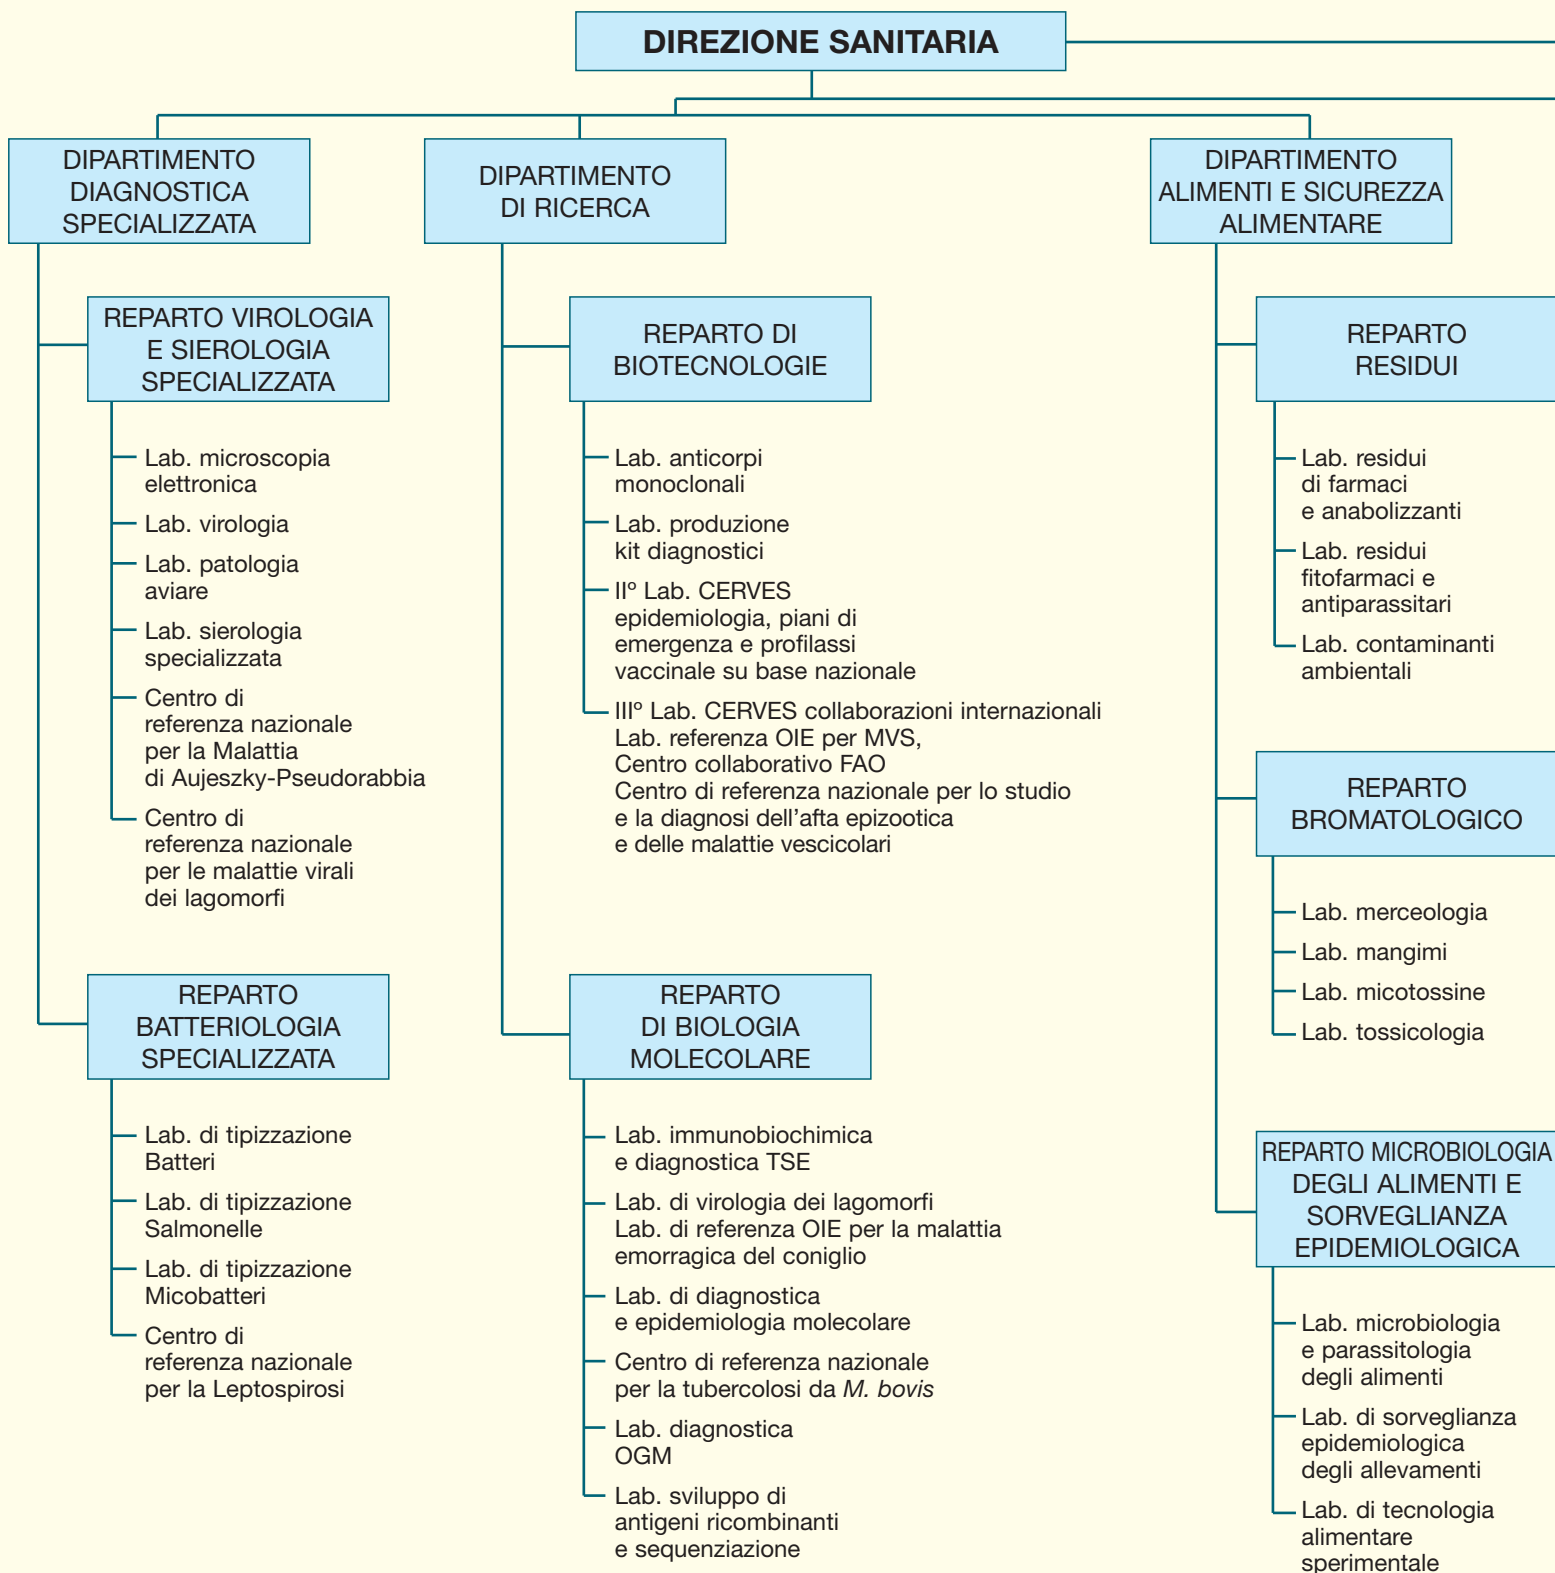 DIREZIONE SANITARIA
DIPARTIMENTO
DIAGNOSTICA
SPECIALIZZATA
REPARTO VIROLOGIA
E SIEROLOGIA
SPECIALIZZATA
Lab. microscopia
elettronica
Lab. virologia
Lab. patologia
aviare
Lab. sierologia
specializzata
Centro di
referenza nazionale
per la Malattia
di Aujeszky-Pseudorabbia
Centro di
referenza nazionale
per le malattie virali
dei lagomorfi
REPARTO
BATTERIOLOGIA
SPECIALIZZATA
Lab. di tipizzazione
Batteri
Lab. di tipizzazione
Salmonelle
Lab. di tipizzazione
Micobatteri
Centro di
referenza nazionale
per la Leptospirosi
DIPARTIMENTO
DI RICERCA
REPARTO DI
BIOTECNOLOGIE
Lab. anticorpi
monoclonali
Lab. produzione
kit diagnostici
IIº Lab. CERVES
epidemiologia, piani di
emergenza e profilassi
vaccinale su base nazionale
IIIº Lab. CERVES collaborazioni internazionali
Lab. referenza OIE per MVS,
Centro collaborativo FAO
Centro di referenza nazionale per lo studio
e la diagnosi dell’afta epizootica
e delle malattie vescicolari
REPARTO
DI BIOLOGIA
MOLECOLARE
Lab. immunobiochimica
e diagnostica TSE
Lab. di virologia dei lagomorfi
Lab. di referenza OIE per la malattia
emorragica del coniglio
Lab. di diagnostica
e epidemiologia molecolare
Centro di referenza nazionale
per la tubercolosi da M. bovis
Lab. diagnostica
OGM
Lab. sviluppo di
antigeni ricombinanti
e sequenziazione
DIPARTIMENTO
ALIMENTI E SICUREZZA
ALIMENTARE
REPARTO
RESIDUI
Lab. residui
di farmaci
e anabolizzanti
Lab. residui
fitofarmaci e
antiparassitari
Lab. contaminanti
ambientali
REPARTO
BROMATOLOGICO
Lab. merceologia
Lab. mangimi
Lab. micotossine
Lab. tossicologia
REPARTO MICROBIOLOGIA
DEGLI ALIMENTI E
SORVEGLIANZA
EPIDEMIOLOGICA
Lab. microbiologia
e parassitologia
degli alimenti
Lab. di sorveglianza
epidemiologica
degli allevamenti
Lab. di tecnologia
alimentare
sperimentale